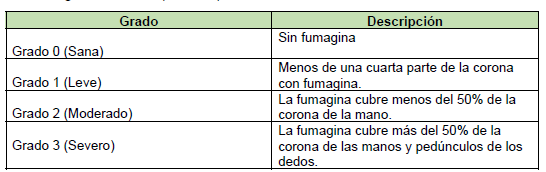 Grado Descripción
Grado 0 (Sana) Sin fumagina
Grado 1 (Leve) Menos de una cuarta parte de la corona
con fumagina.
Grado 2 (Moderado) La fumagina cubre menos del 50% de la
corona de la mano.
Grado 3 (Severo) La fumagina cubre más del 50% de la
corona de las manos y pedúnculos de los
dedos.